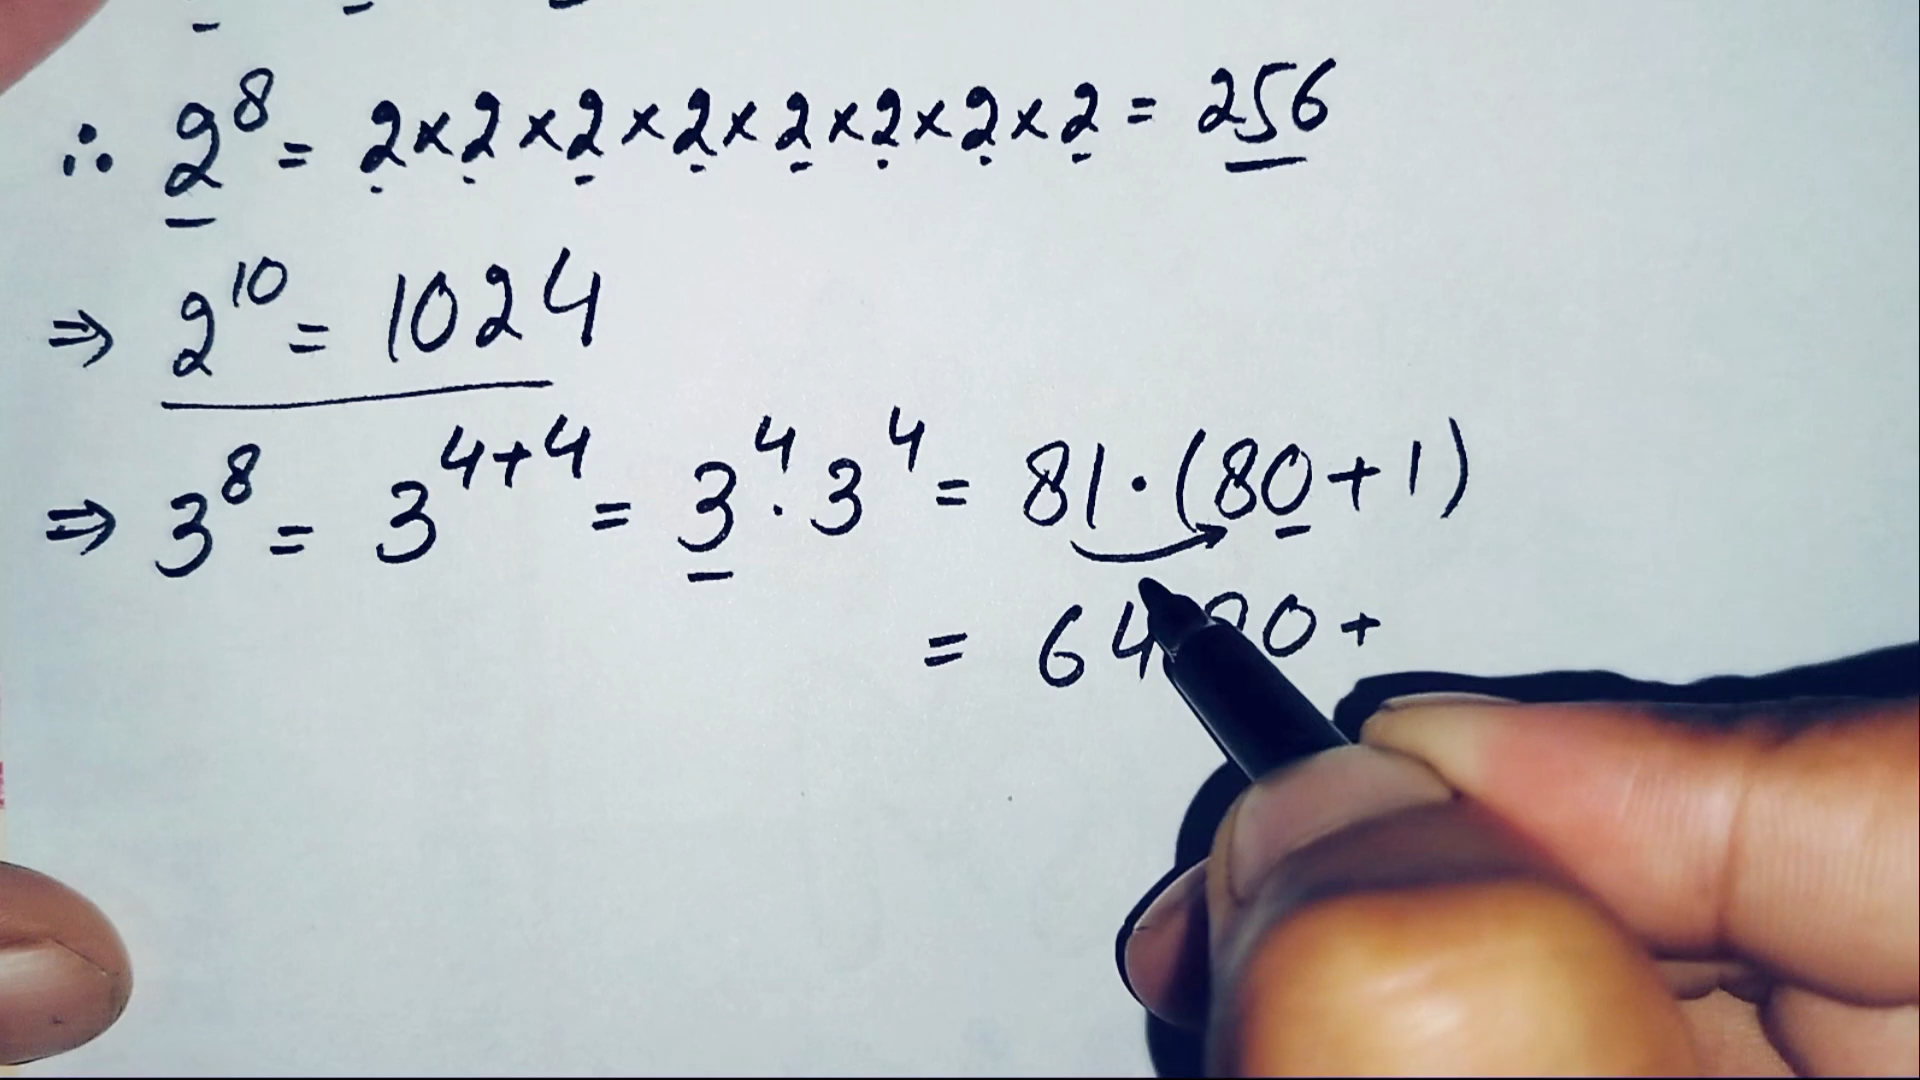 ∴ 2⁸ = 2×2×2×2×2×2×2×2 = 256
⇒ 2¹⁰ = 1024
⇒ 3⁸ = 3⁴⁺⁴ = 3⁴·3⁴ = 81·(80+1)
= 6480 +